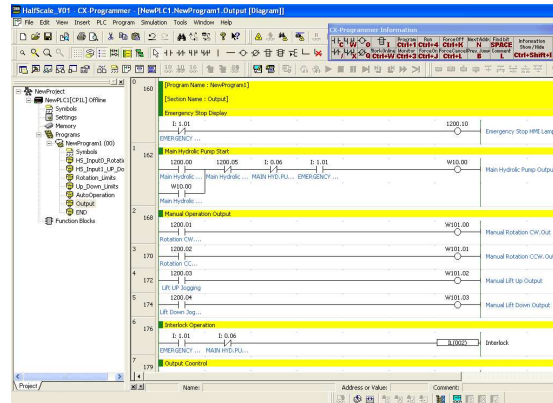 HalfScale_V01 - CX-Programmer - [NewPLC1.NewProgram1.Output [Diagram]]
File Edit View Insert PLC Program Simulation Tools Window Help
CX-Programmer Information
NewProject
NewPLC1[CP1L] Offline
Symbols
Settings
Memory
Programs
NewProgram1 (00)
Symbols
HS_Input0_Rotati
HS_Input1_UP_Do
Rotation_Limits
Up_Down_Limits
AutoOperation
Output
END
Function Blocks
Project
0 160
[Program Name : NewProgram1]
[Section Name : Output]
Emergency Stop Display
I: 1.01 1200.10
EMERGENCY ... Emergency Stop HMI Lamp
1 162
Main Hydrolic Pump Start
1200.00 1200.05 I: 0.06 I: 1.01 W10.00
Main Hydrolic ... Main Hydrolic ... MAIN HYD.PU... EMERGENCY ... Main Hydrolic Pump Outpu
W10.00
Main Hydrolic ...
2 168
Manual Operation Output
1200.01 W101.00
Rotation CW.... Manual Rotation CW.Out
3 170
1200.02 W101.01
Rotation CC... Manual Rotation CCW.Ou
4 172
1200.03 W101.02
Lift UP Jogging Manual Lift Up Output
5 174
1200.04 W101.03
Lift Down Jog... Manual Lift Down Output
6 176
Interlock Operation
I: 1.01 I: 0.06 IL(002) Interlock
EMERGENCY ... MAIN HYD.PU...
7 179
Output Coontrol
Name: Address or Value: Comment: